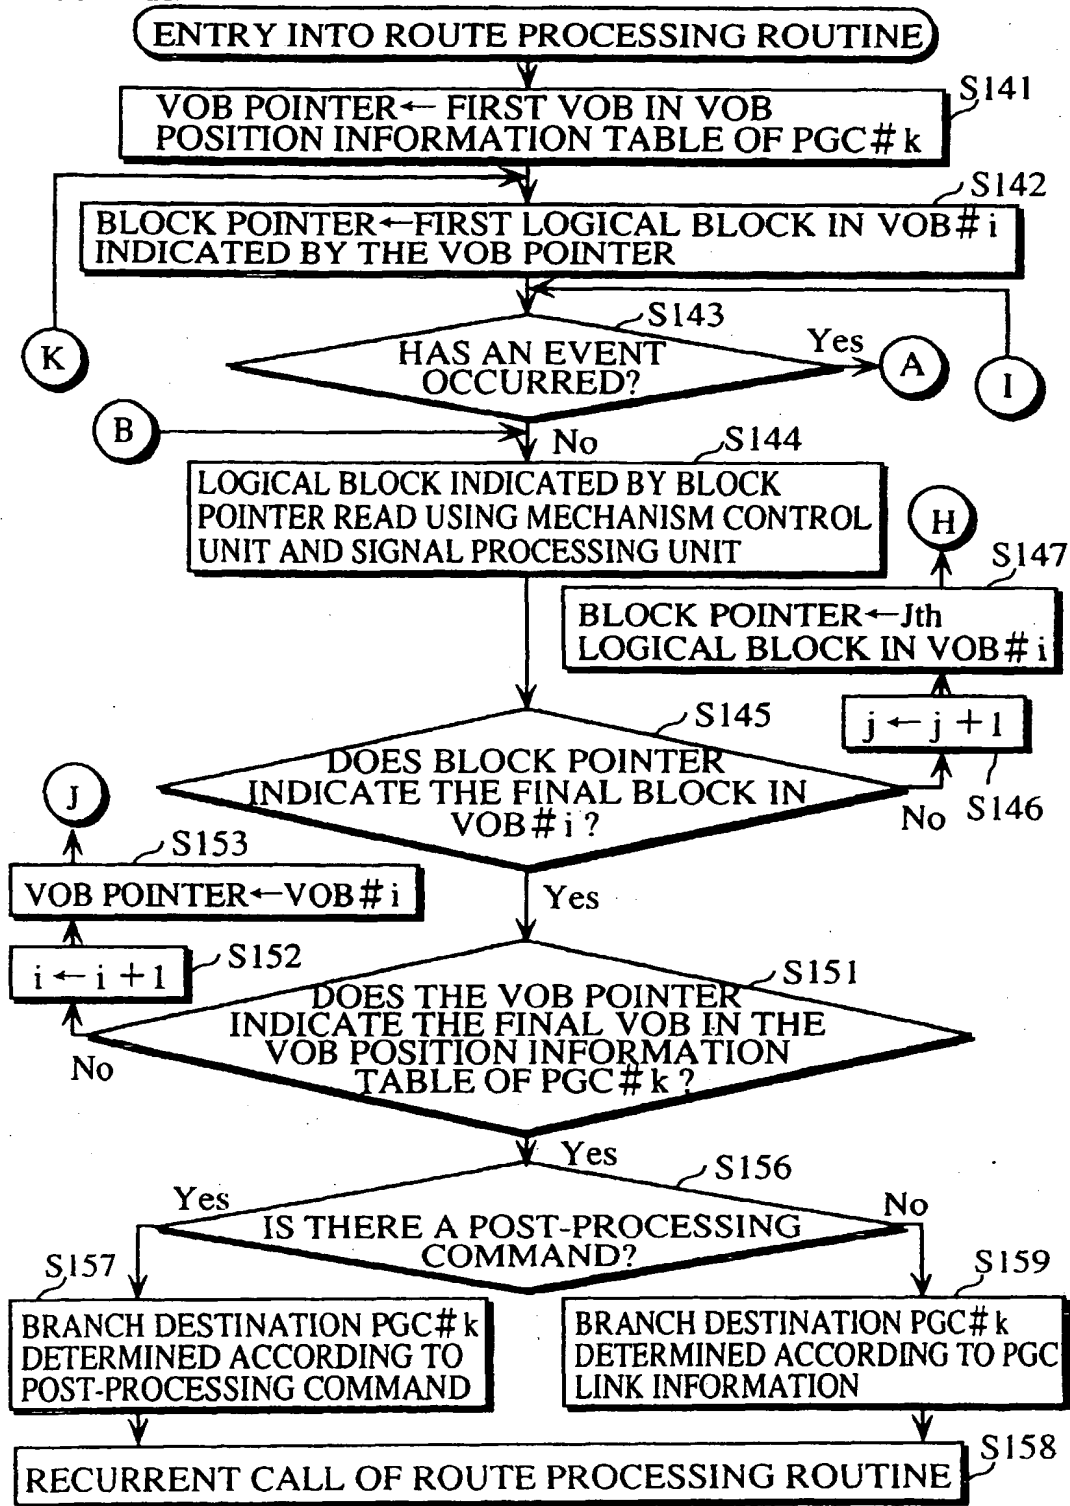 ENTRY INTO ROUTE PROCESSING ROUTINE
S141
VOB POINTER← FIRST VOB IN VOB
POSITION INFORMATION TABLE OF PGC#k
S142
BLOCK POINTER←FIRST LOGICAL BLOCK IN VOB#i
INDICATED BY THE VOB POINTER
S143
K
HAS AN EVENT
OCCURRED?
Yes
A
I
B
No
S144
LOGICAL BLOCK INDICATED BY BLOCK
POINTER READ USING MECHANISM CONTROL
UNIT AND SIGNAL PROCESSING UNIT
H
S147
BLOCK POINTER←Jth
LOGICAL BLOCK IN VOB#i
S145
j ← j + 1
S146
DOES BLOCK POINTER
INDICATE THE FINAL BLOCK IN
VOB#i?
No
J
S153
VOB POINTER←VOB#i
Yes
S152
i ← i + 1
S151
DOES THE VOB POINTER
INDICATE THE FINAL VOB IN THE
VOB POSITION INFORMATION
TABLE OF PGC#k?
No
Yes
S156
Yes
IS THERE A POST-PROCESSING
COMMAND?
No
S157
BRANCH DESTINATION PGC#k
DETERMINED ACCORDING TO
POST-PROCESSING COMMAND
S159
BRANCH DESTINATION PGC#k
DETERMINED ACCORDING TO PGC
LINK INFORMATION
S158
RECURRENT CALL OF ROUTE PROCESSING ROUTINE